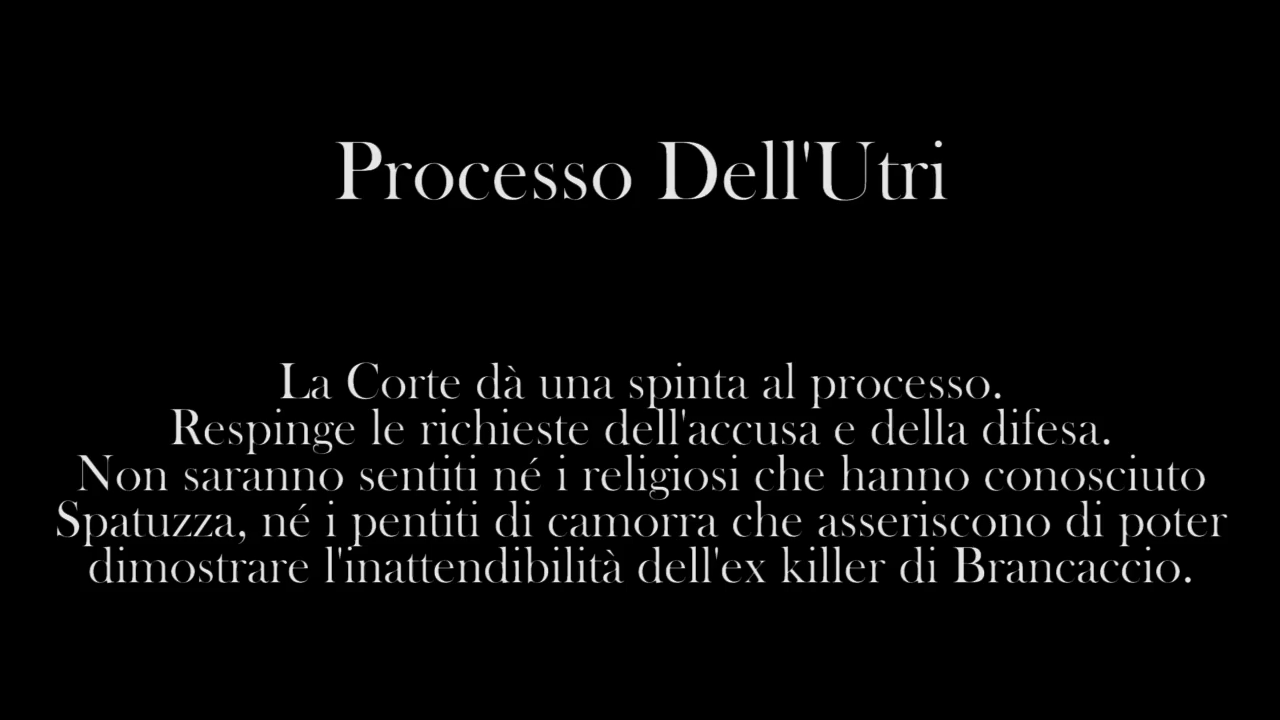 Processo Dell'Utri
La Corte dà una spinta al processo.
Respinge le richieste dell'accusa e della difesa.
Non saranno sentiti né i religiosi che hanno conosciuto
Spatuzza, né i pentiti di camorra che asseriscono di poter
dimostrare l'inattendibilità dell'ex killer di Brancaccio.